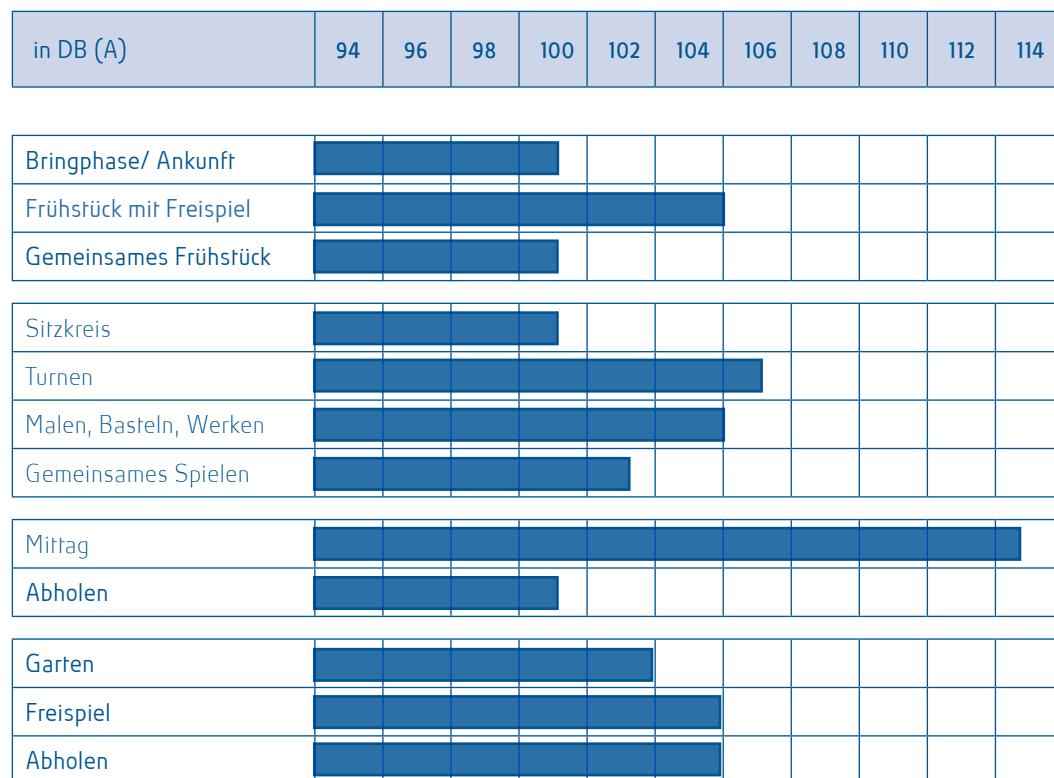 in DB (A) 94 96 98 100 102 104 106 108 110 112 114
Bringphase/ Ankunft
Frühstück mit Freispiel
Gemeinsames Frühstück
Sitzkreis
Turnen
Malen, Basteln, Werken
Gemeinsames Spielen
Mittag
Abholen
Garten
Freispiel
Abholen